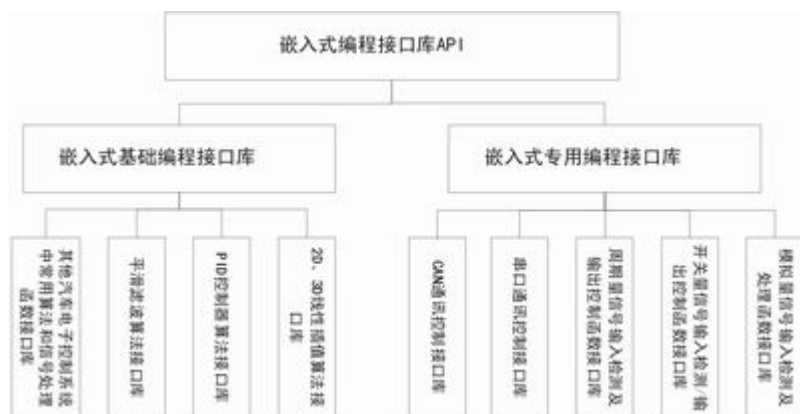 嵌入式编程接口库API
嵌入式基础编程接口库
嵌入式专用编程接口库
其他汽车电子控制系统
中常用算法和信号处理
函数接口库
平滑滤波算法接口库
PID控制器算法接口库
2D、3D线性插值算法接
口库
CAN通讯控制接口库
串口通讯控制接口库
周期量信号输入检测及
输出控制函数接口库
开关量信号输入检测 输
出控制函数接口库
模拟量信号输入检测及
处理函数接口库